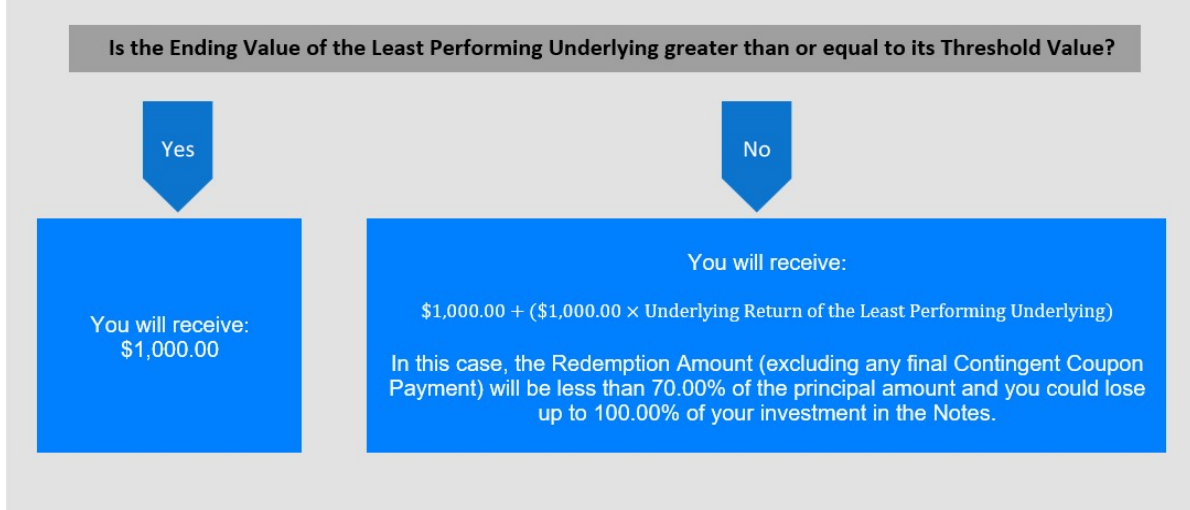 Is the Ending Value of the Least Performing Underlying greater than or equal to its Threshold Value?
Yes
No
You will receive:
$1,000.00
You will receive:
$1,000.00 + ($1,000.00 × Underlying Return of the Least Performing Underlying)
In this case, the Redemption Amount (excluding any final Contingent Coupon
Payment) will be less than 70.00% of the principal amount and you could lose
up to 100.00% of your investment in the Notes.